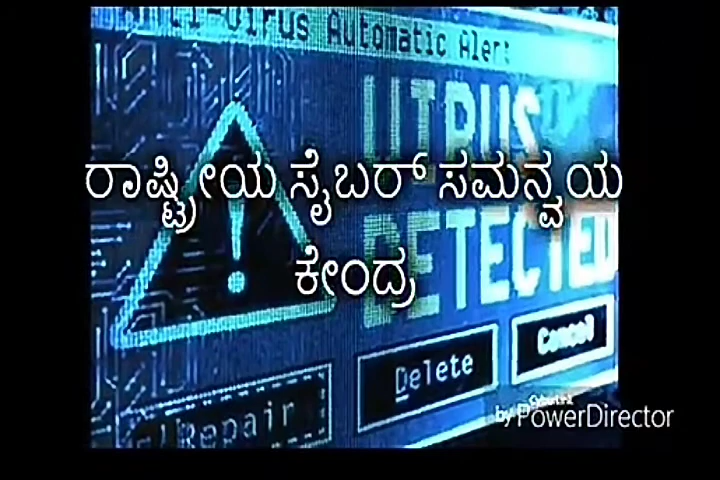 Anti-Virus Automatic Alert
VIRUS
ರಾಷ್ಟ್ರೀಯ ಸೈಬರ್ ಸಮನ್ವಯ
DETECTED
ಕೇಂದ್ರ
Cancel
Delete
Repair
by PowerDirector